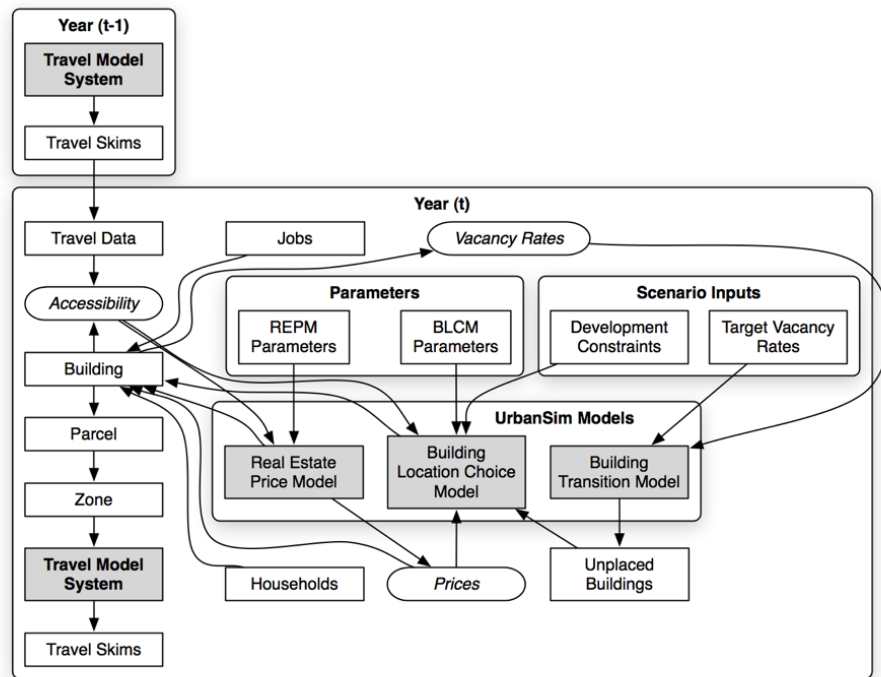 Year (t-1)
Travel Model
System
Travel Skims
Year (t)
Travel Data
Jobs
Vacancy Rates
Accessibility
Parameters
Scenario Inputs
REPM
Parameters
BLCM
Parameters
Development
Constraints
Target Vacancy
Rates
Building
Parcel
UrbanSim Models
Real Estate
Price Model
Building
Location Choice
Model
Building
Transition Model
Zone
Travel Model
System
Households
Prices
Unplaced
Buildings
Travel Skims